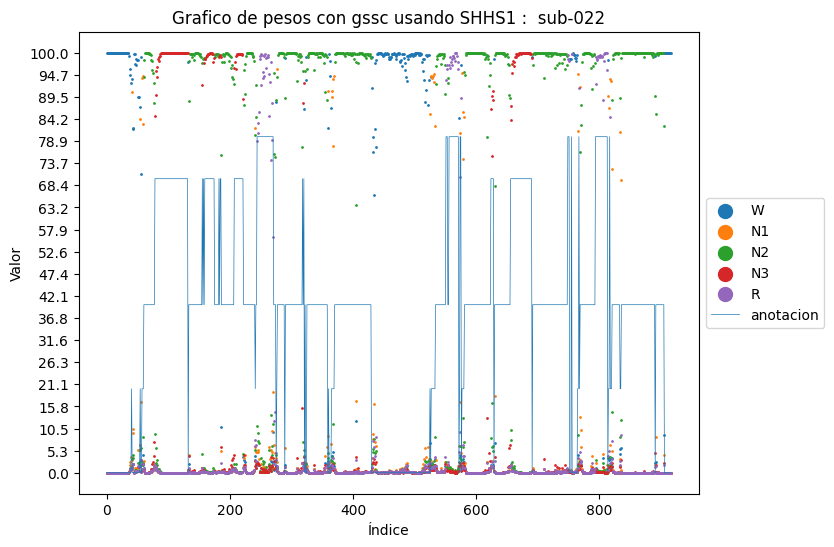 Grafico de pesos con gssc usando SHHS1 :  sub-022
Valor
100.0
94.7
89.5
84.2
78.9
73.7
68.4
63.2
57.9
52.6
47.4
42.1
36.8
31.6
26.3
21.1
15.8
10.5
5.3
0.0
0
200
400
600
800
Índice
W
N1
N2
N3
R
anotacion